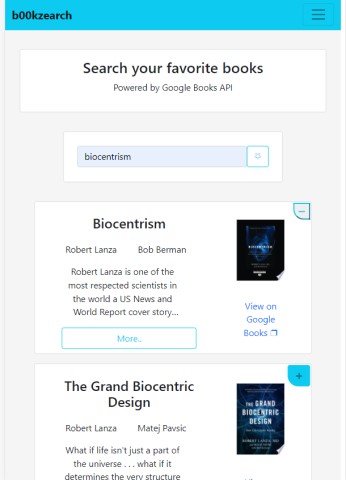 b00kzearch
Search your favorite books
Powered by Google Books API
biocentrism
Biocentrism
Robert Lanza Bob Berman
Robert Lanza is one of the
most respected scientists in
the world a US News and
World Report cover story...
More..
BIOCENTRISM
View on
Google
Books
+
The Grand Biocentric
Design
Robert Lanza Matej Pavsic
What if life isn't just a part of
the universe . . . what if it
determines the very structure
THE GRAND
BIOCENTRIC
DESIGN
ROBERT LANZA, MD